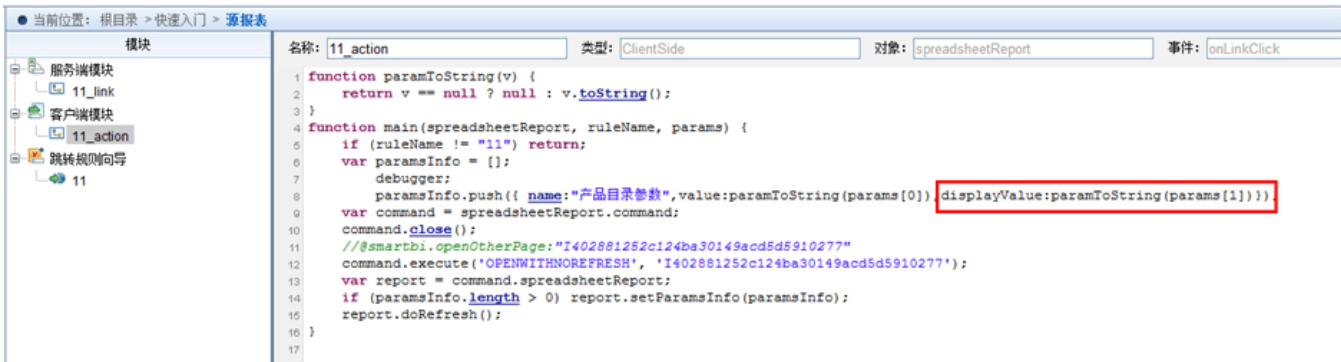 当前位置: 根目录 > 快速入门 > 源报表
模块
服务端模块
11_link
客户端模块
11_action
跳转规则向导
11
名称: 11_action 类型: ClientSide 对象: spreadsheetReport 事件: onLinkClick
1 function paramToString(v) {
2 return v == null ? null : v.toString();
3 }
4 function main(spreadsheetReport, ruleName, params) {
5 if (ruleName != "11") return;
6 var paramsInfo = [];
7 debugger;
8 paramsInfo.push({ name:"产品目录参数",value:paramToString(params[0]),displayValue:paramToString(params[1])});
9 var command = spreadsheetReport.command;
10 command.close();
11 //@smartbi.openOtherPage:"I402881252c124ba30149acd5d5910277"
12 command.execute('OPENWITHNOREFRESH', 'I402881252c124ba30149acd5d5910277');
13 var report = command.spreadsheetReport;
14 if (paramsInfo.length > 0) report.setParamsInfo(paramsInfo);
15 report.doRefresh();
16 }
17